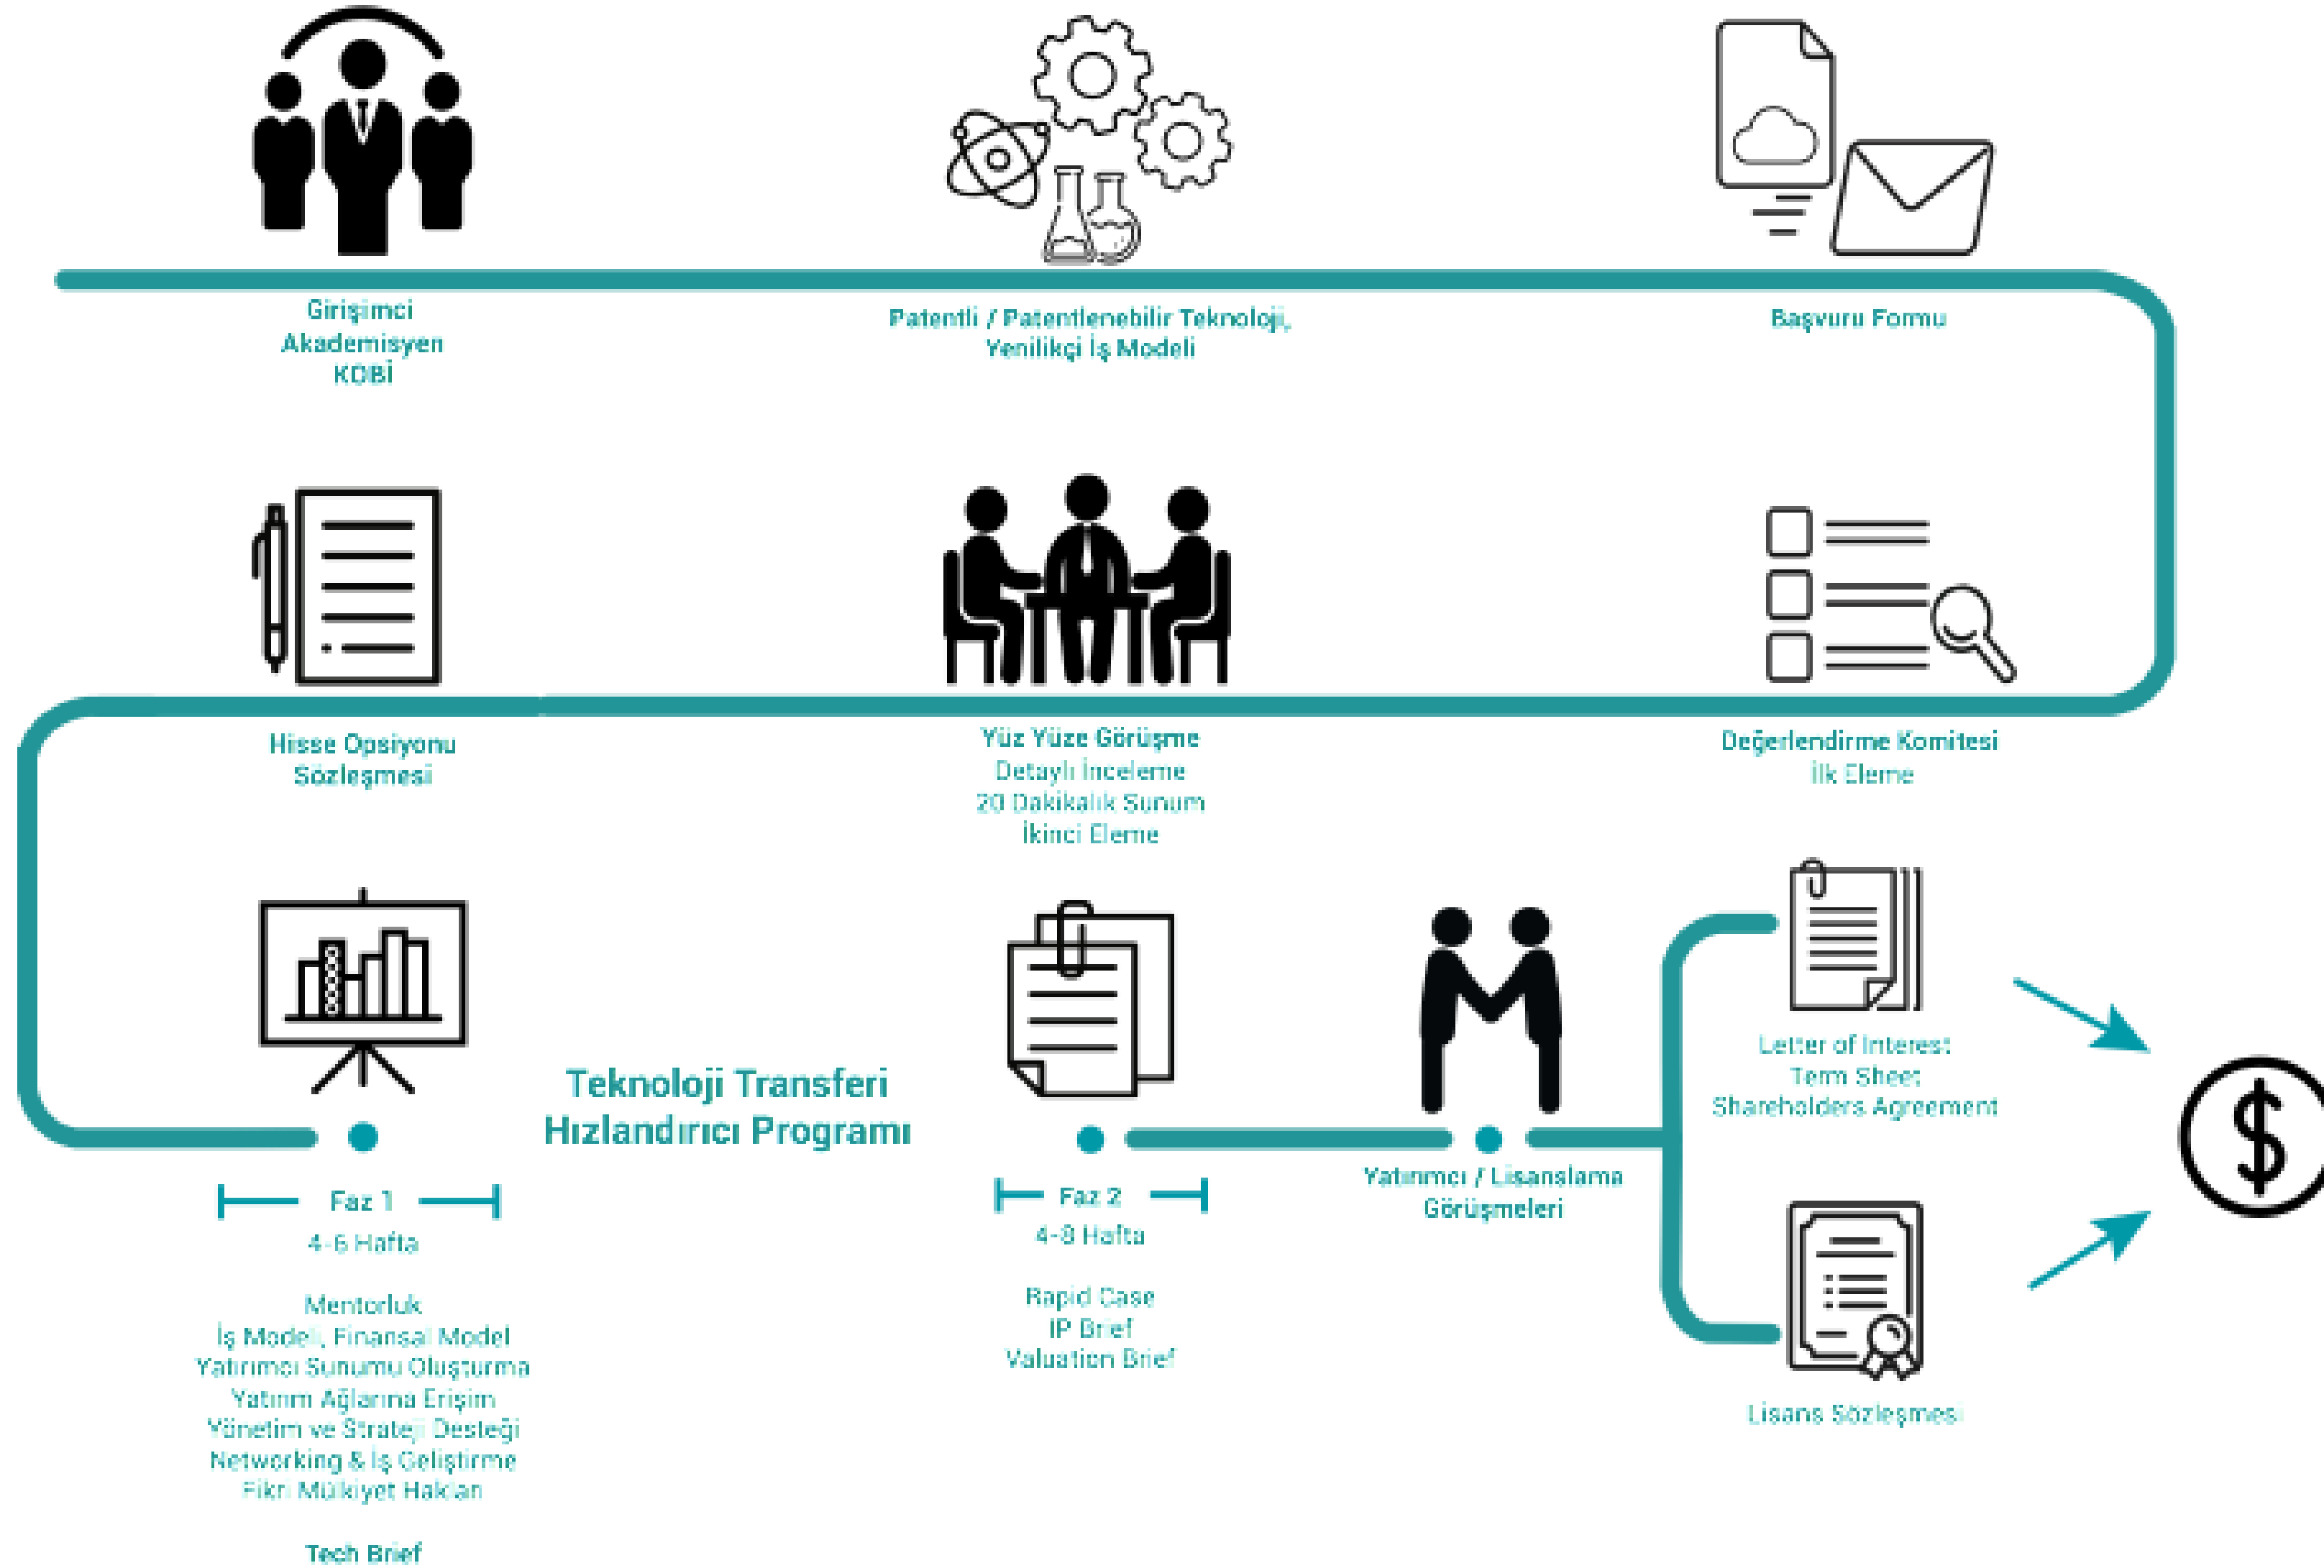 Girişimci
Akademisyen
KOBİ
Patentli / Patentlenebilir Teknoloji,
Yenilikçi İş Modeli
Başvuru Formu
Hisse Opsiyonu
Sözleşmesi
Yüz Yüze Görüşme
Detaylı İnceleme
20 Dakikalık Sunum
İkinci Eleme
Değerlendirme Komitesi
İlk Eleme
Teknoloji Transferi
Hızlandırıcı Programı
Faz 1
4-6 Hafta
Mentorluk
İş Modeli, Finansal Model
Yatırımcı Sunumu Oluşturma
Yatırım Ağlarına Erişim
Yönetim ve Strateji Desteği
Networking & İş Geliştirme
Fikri Mülkiyet Hakları
Tech Brief
Faz 2
4-8 Hafta
Rapid Case
IP Brief
Valuation Brief
Yatırımcı / Lisanslama
Görüşmeleri
Letter of Interest
Term Sheet
Shareholders Agreement
Lisans Sözleşmesi
$